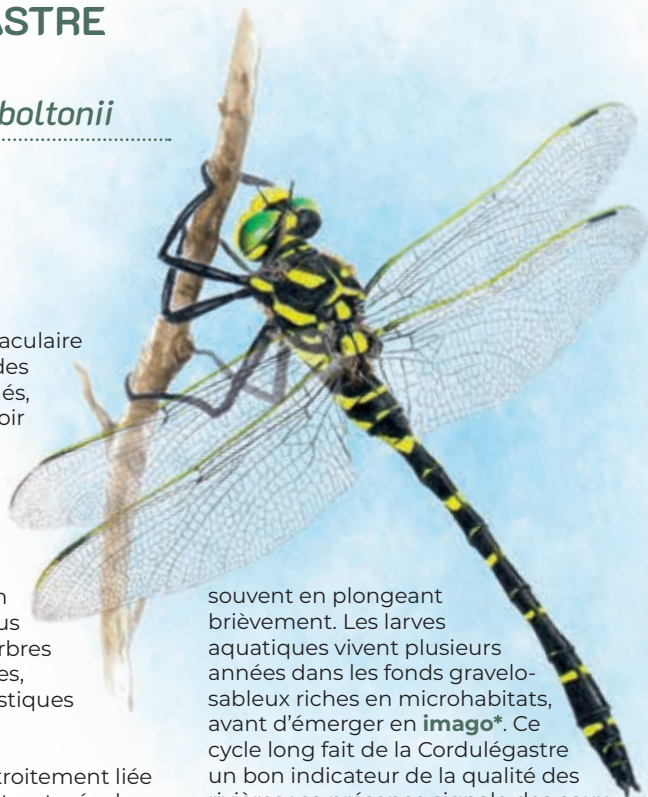 ASTRE
boltonii
aculaire
des
és,
oir
n
us
rbres
es,
stiques
troitement liée
souvent en plongeant
brièvement. Les larves
aquatiques vivent plusieurs
années dans les fonds gravelo-
sableux riches en microhabitats,
avant d’émerger en imago*. Ce
cycle long fait de la Cordulégastre
un bon indicateur de la qualité des